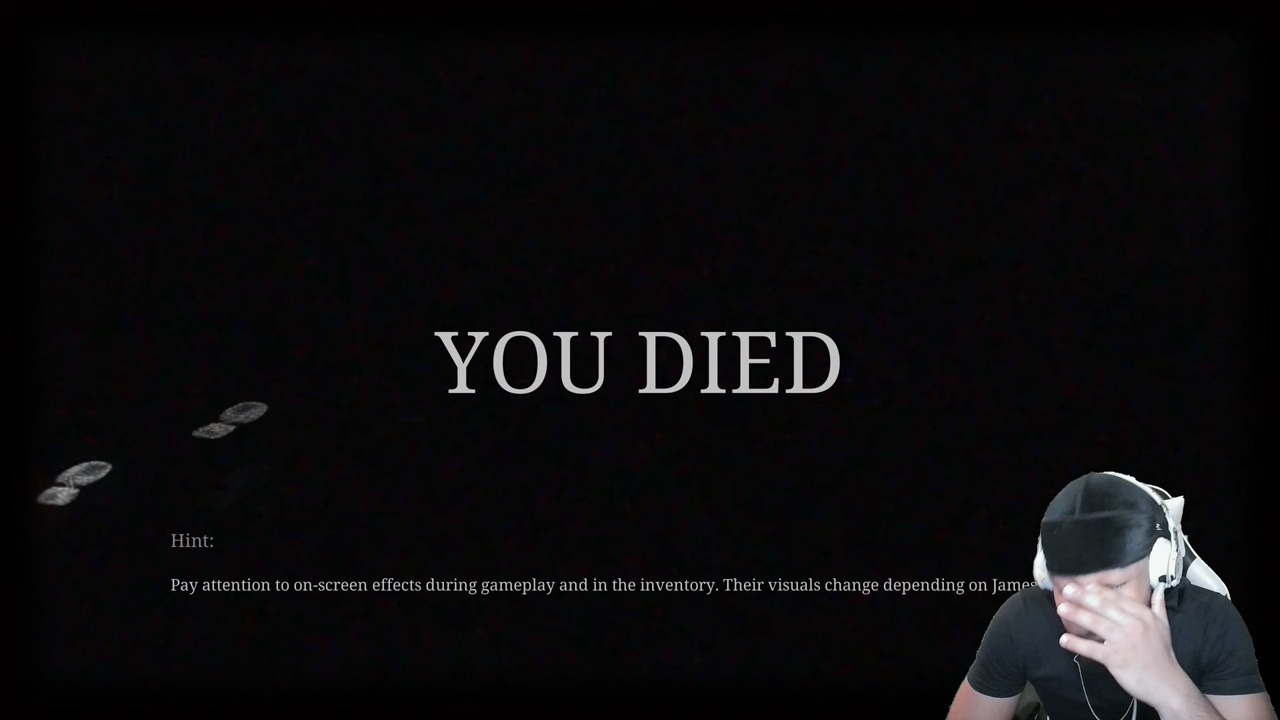 YOU DIED
Hint:
Pay attention to on-screen effects during gameplay and in the inventory. Their visuals change depending on James